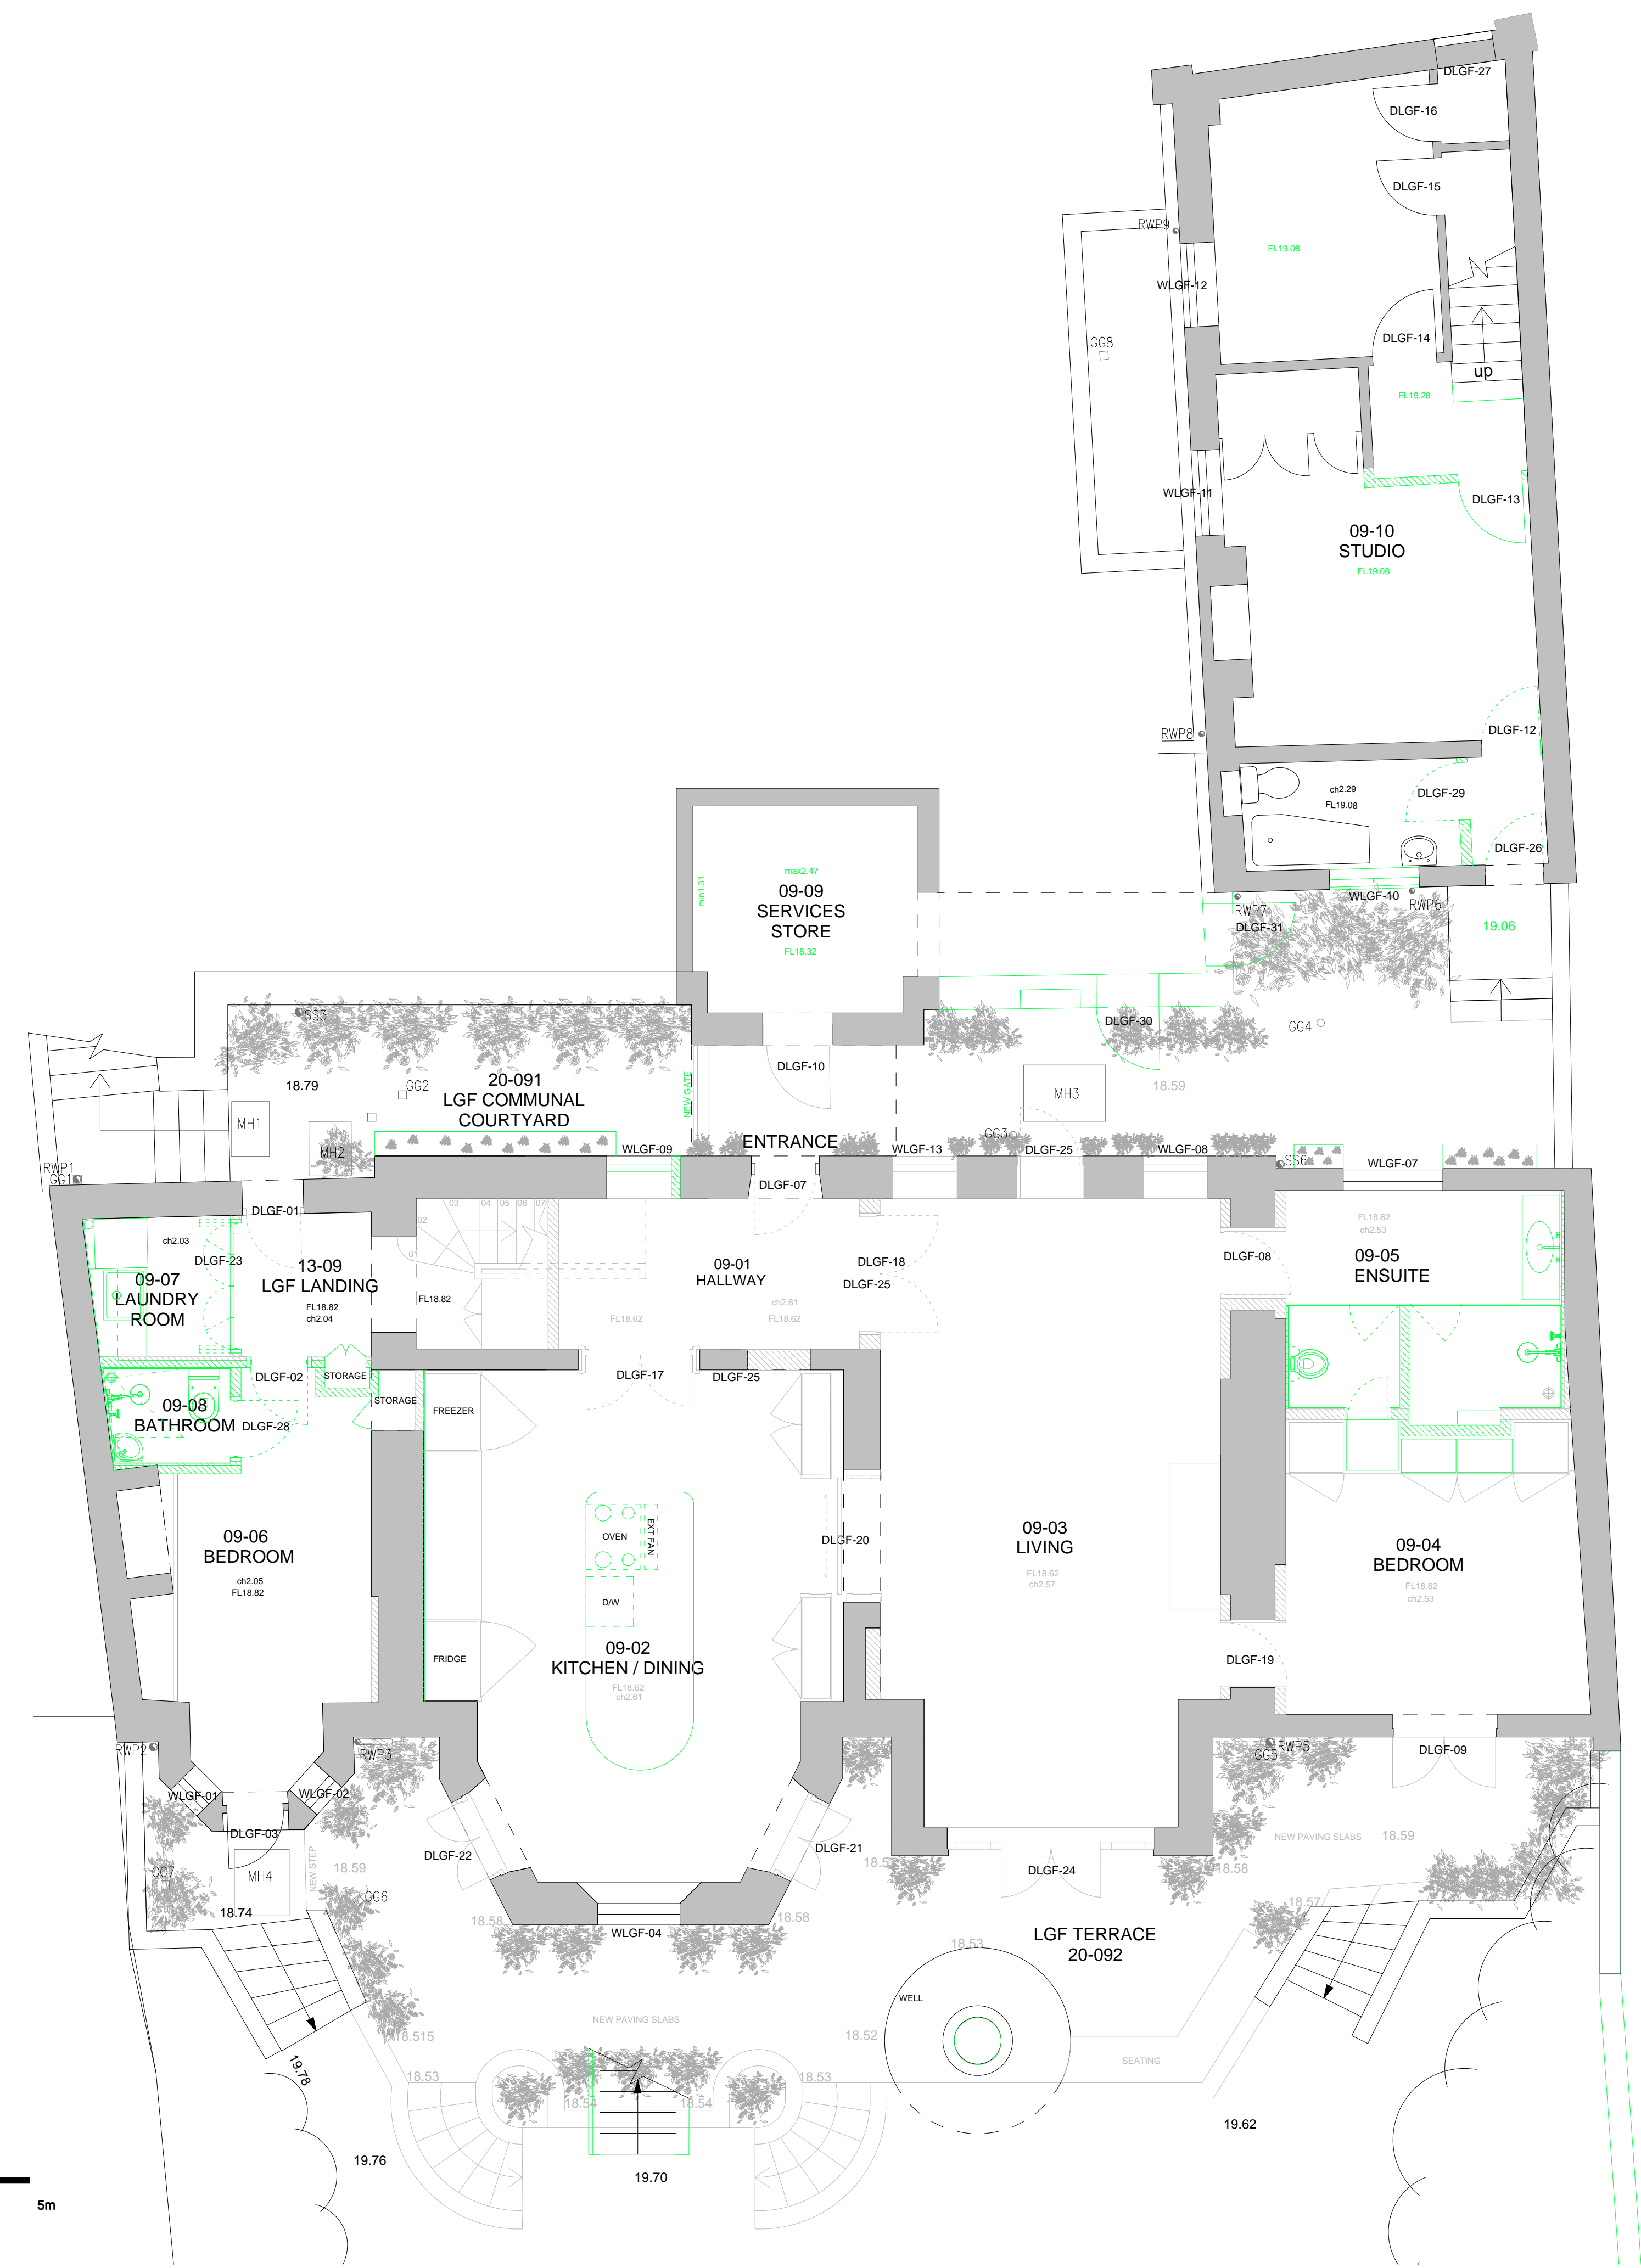 DLGF-27
DLGF-16
DLGF-15
RWP9
FL19.08
WLGF-12
DLGF-14
GG8
up
FL19.28
WLGF-11
DLGF-13
09-10
STUDIO
FL19.08
RWP8
DLGF-12
ch2.29
FL19.08
DLGF-29
DLGF-26
WLGF-10
RWP6
RWP7
DLGF-31
19.06
max2.47
min1.31
09-09
SERVICES
STORE
FL18.32
SS3
DLGF-30
GG4
DLGF-10
18.79
GG2
20-091
LGF COMMUNAL
COURTYARD
NEW GATE
18.59
MH3
MH1
MH2
GG3
ENTRANCE
WLGF-09
WLGF-13
DLGF-25
WLGF-08
SS6
WLGF-07
RWP1
GG1
DLGF-07
DLGF-01
03
04
05
06
07
02
01
FL18.62
ch2.53
ch2.03
DLGF-23
13-09
LGF LANDING
FL18.82
ch2.04
FL18.82
09-07
LAUNDRY
ROOM
09-01
HALLWAY
DLGF-18
DLGF-25
DLGF-08
09-05
ENSUITE
ch2.61
FL18.62
FL18.62
DLGF-02
STORAGE
STORAGE
DLGF-17
DLGF-25
09-08
BATHROOM
DLGF-28
FREEZER
09-06
BEDROOM
ch2.05
FL18.82
OVEN
EXT FAN
D/W
DLGF-20
09-03
LIVING
FL18.62
ch2.57
09-04
BEDROOM
FL18.62
ch2.53
FRIDGE
09-02
KITCHEN / DINING
FL18.62
ch2.61
DLGF-19
RWP2
RWP3
GG5
RWP5
DLGF-09
WLGF-01
WLGF-02
DLGF-03
DLGF-22
DLGF-21
NEW STEP
18.59
NEW PAVING SLABS
18.59
GG7
MH4
DLGF-24
18.58
18.57
18.74
GG6
18.58
18.58
WLGF-04
LGF TERRACE
20-092
18.53
WELL
NEW PAVING SLABS
18.515
18.52
SEATING
19.78
18.53
18.53
18.54
18.54
19.62
19.76
19.70
5m